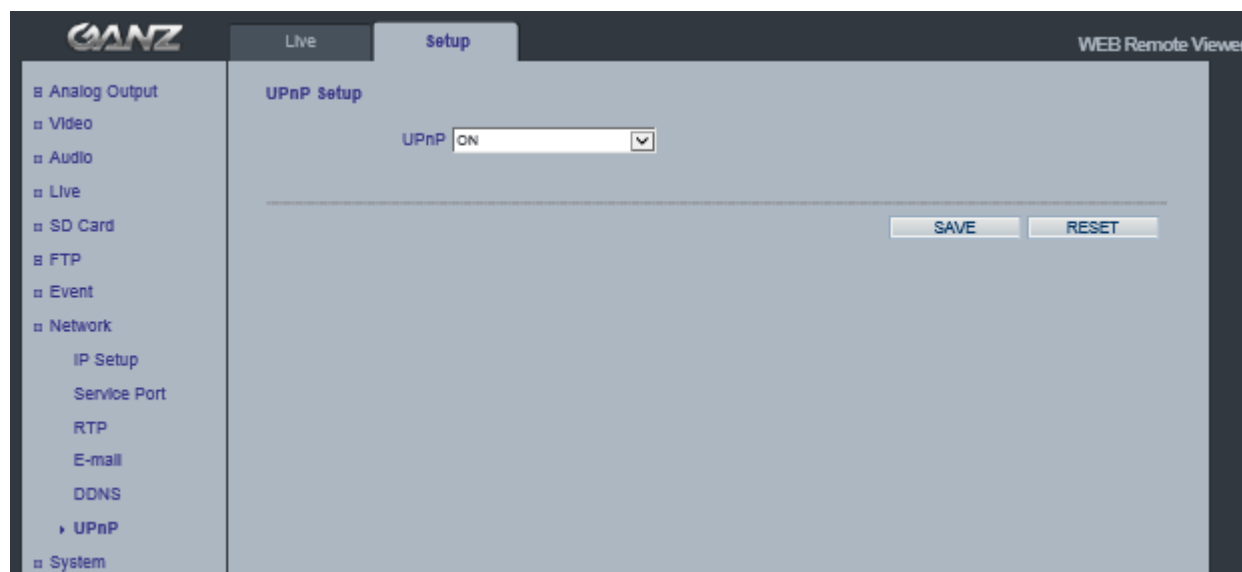 GANZ
Live
Setup
WEB Remote Viewer
Analog Output
Video
Audio
Live
SD Card
FTP
Event
Network
IP Setup
Service Port
RTP
E-mail
DDNS
UPnP
System
UPnP Setup
UPnP ON
SAVE
RESET